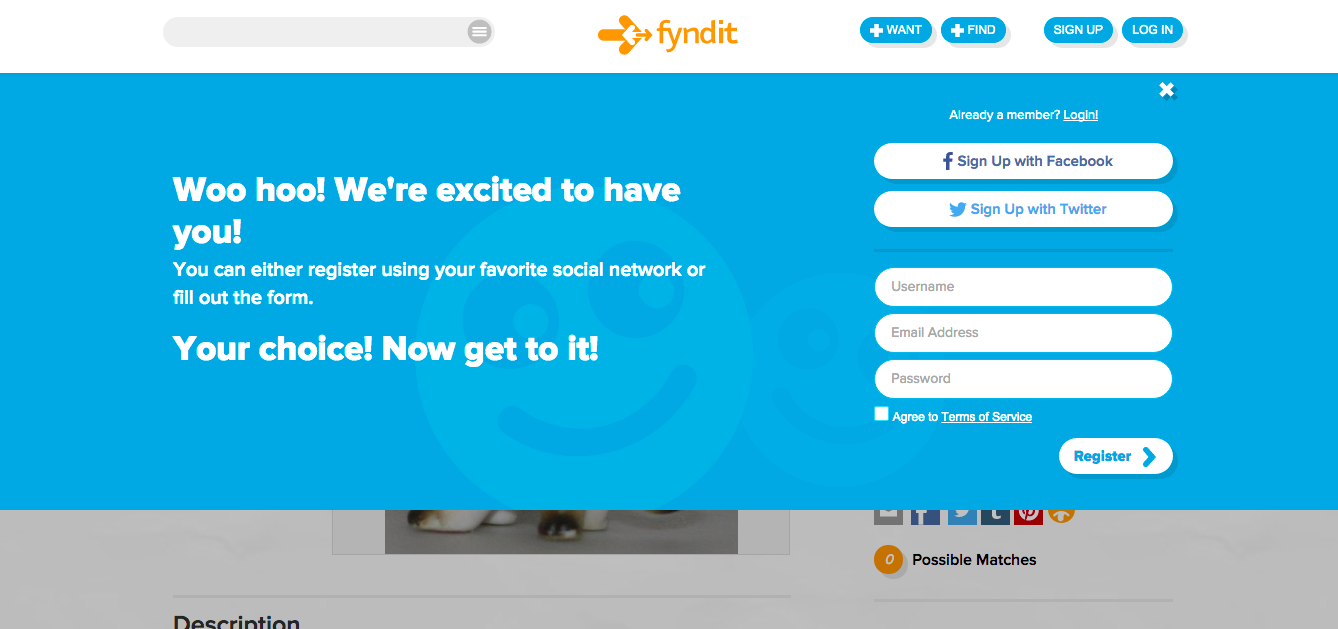 fyndit
WANT
FIND
SIGN UP
LOG IN
Already a member? Login!
Sign Up with Facebook
Sign Up with Twitter
Woo hoo! We're excited to have
you!
You can either register using your favorite social network or
fill out the form.
Your choice! Now get to it!
Username
Email Address
Password
Agree to Terms of Service
Register
0 Possible Matches
Description